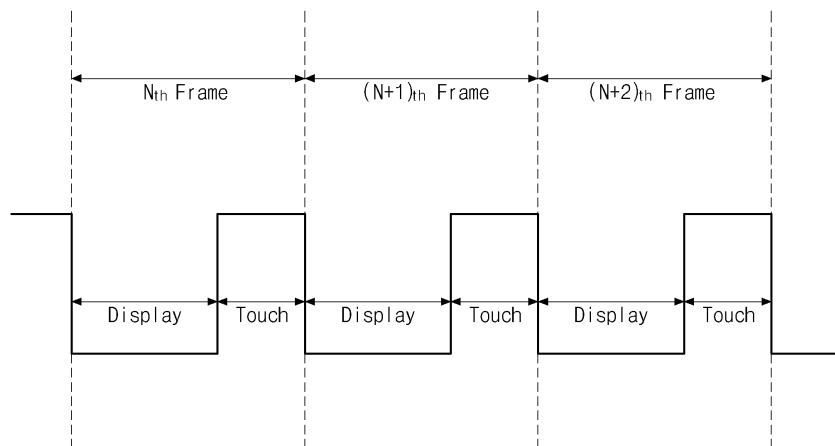 Nth Frame (N+1)th Frame (N+2)th Frame
Display Touch Display Touch Display Touch